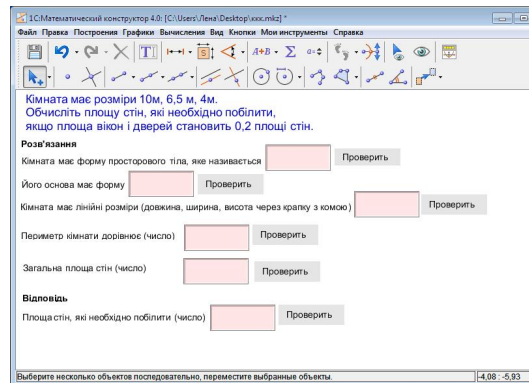 1С:Математический конструктор 4.0: [C:\Users\Лена\Desktop\ккк.mkz] *
Файл Правка Построения Графики Вычисления Вид Кнопки Мои инструменты Справка
Кімната має розміри 10м, 6,5 м, 4м.
Обчисліть площу стін, які необхідно побілити,
якщо площа вікон і дверей становить 0,2 площі стін.
Розв'язання
Кімната має форму просторового тіла, яке називається Проверить
Його основа має форму Проверить
Кімната має лінійні розміри (довжина, ширина, висота через крапку з комою) Проверить
Периметр кімнати дорівнює (число) Проверить
Загальна площа стін (число) Проверить
Відповідь
Площа стін, які необхідно побілити (число) Проверить
Выберите несколько объектов последовательно, переместите выбранные объекты. -4,08 : -5,93